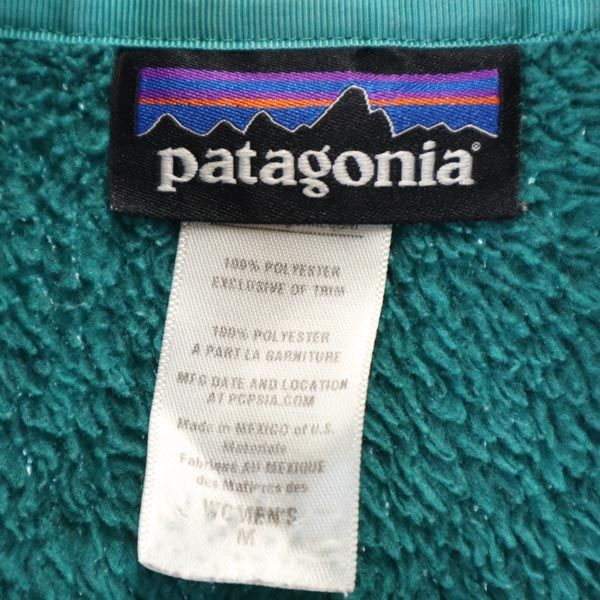 patagonia®
100% POLYESTER
EXCLUSIVE OF TRIM
100% POLYESTER
A PART LA GARNITURE
MFG DATE AND LOCATION
AT PCPSIA.COM
Made in MEXICO of U.S.
Materials
Fabriqué AU MEXIQUE
des Matières des
WOMEN'S
M